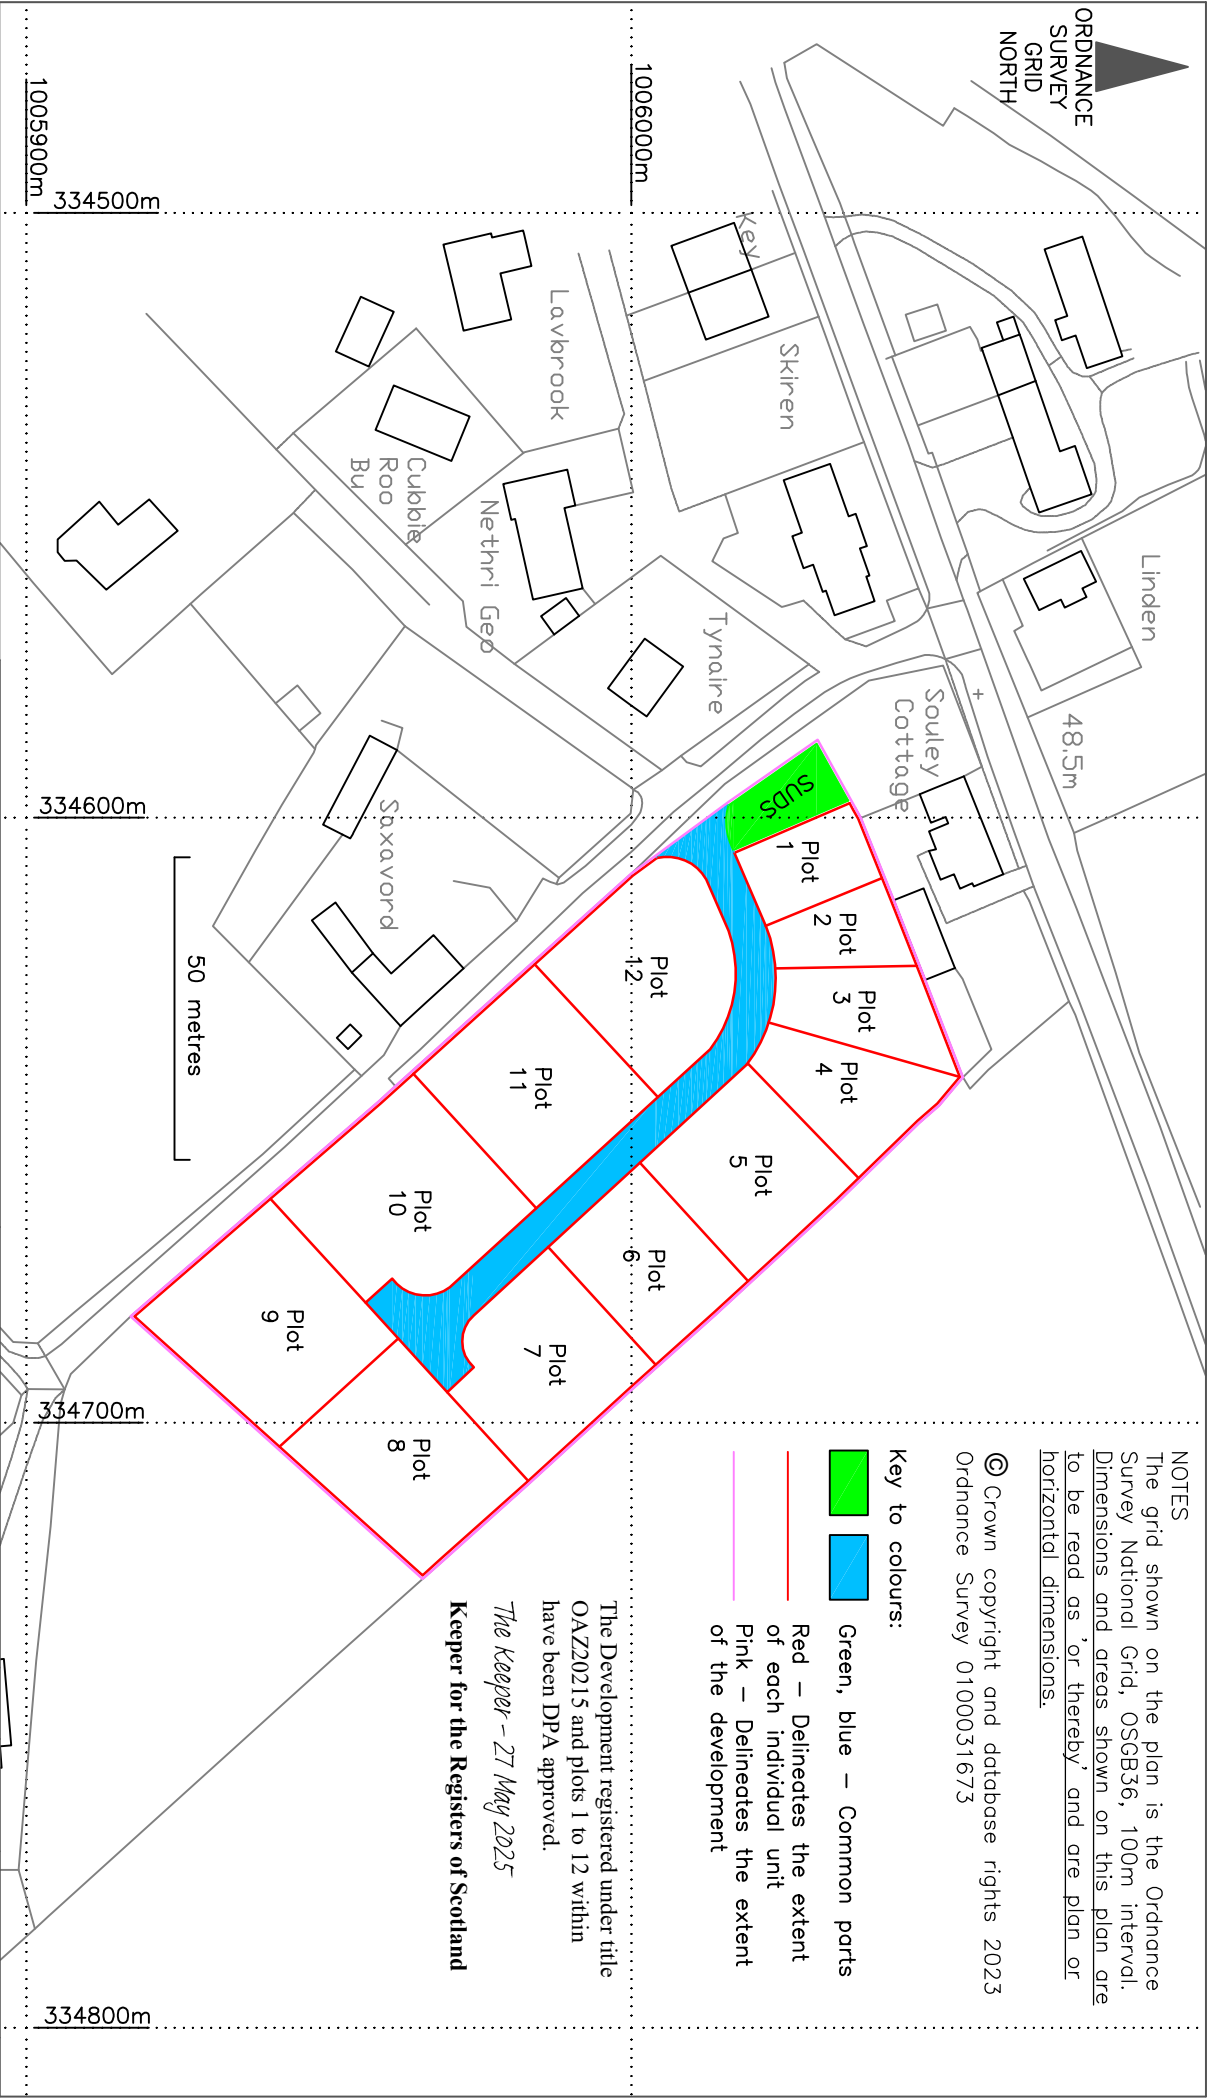 ORDNANCE
SURVEY
GRID
NORTH
1005900m
1006000m
334500m
334600m
334700m
334800m
Key
Skiren
Lavbrook
Cubbie
Roo
Bu
Nethri Geo
Tynaire
Linden
48.5m
Souley
Cottage
+
Saxavord
50 metres
SUDS
Plot
1
Plot
2
Plot
3
Plot
4
Plot
5
Plot
6
Plot
7
Plot
8
Plot
9
Plot
10
Plot
11
Plot
12
NOTES
The grid shown on the plan is the Ordnance
Survey National Grid, OSGB36, 100m interval.
Dimensions and areas shown on this plan are
to be read as 'or thereby' and are plan or
horizontal dimensions.
© Crown copyright and database rights 2023
Ordnance Survey 0100031673
Key to colours:
Green, blue – Common parts
Red – Delineates the extent
of each individual unit
Pink – Delineates the extent
of the development
The Development registered under title
OAZ20215 and plots 1 to 12 within
have been DPA approved.
The Keeper - 27 May 2025
Keeper for the Registers of Scotland